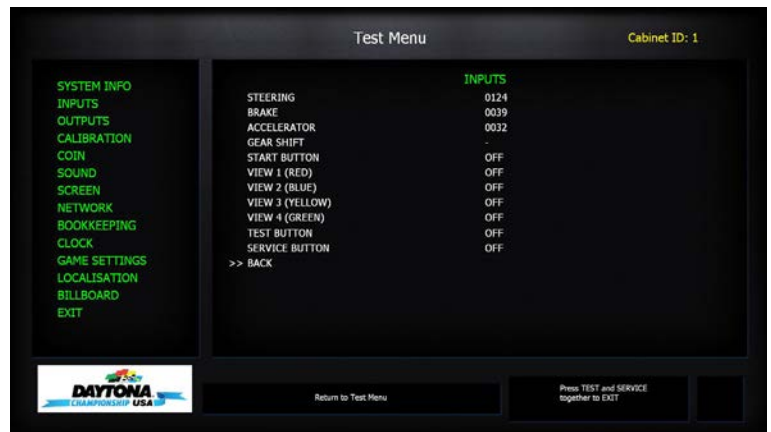 Test Menu
Cabinet ID: 1
SYSTEM INFO
INPUTS
OUTPUTS
CALIBRATION
COIN
SOUND
SCREEN
NETWORK
BOOKKEEPING
CLOCK
GAME SETTINGS
LOCALISATION
BILLBOARD
EXIT
INPUTS
STEERING 0124
BRAKE 0039
ACCELERATOR 0032
GEAR SHIFT -
START BUTTON OFF
VIEW 1 (RED) OFF
VIEW 2 (BLUE) OFF
VIEW 3 (YELLOW) OFF
VIEW 4 (GREEN) OFF
TEST BUTTON OFF
SERVICE BUTTON OFF
>> BACK
DAYTONA
CHAMPIONSHIP USA
Return to Test Menu
Press TEST and SERVICE
together to EXIT